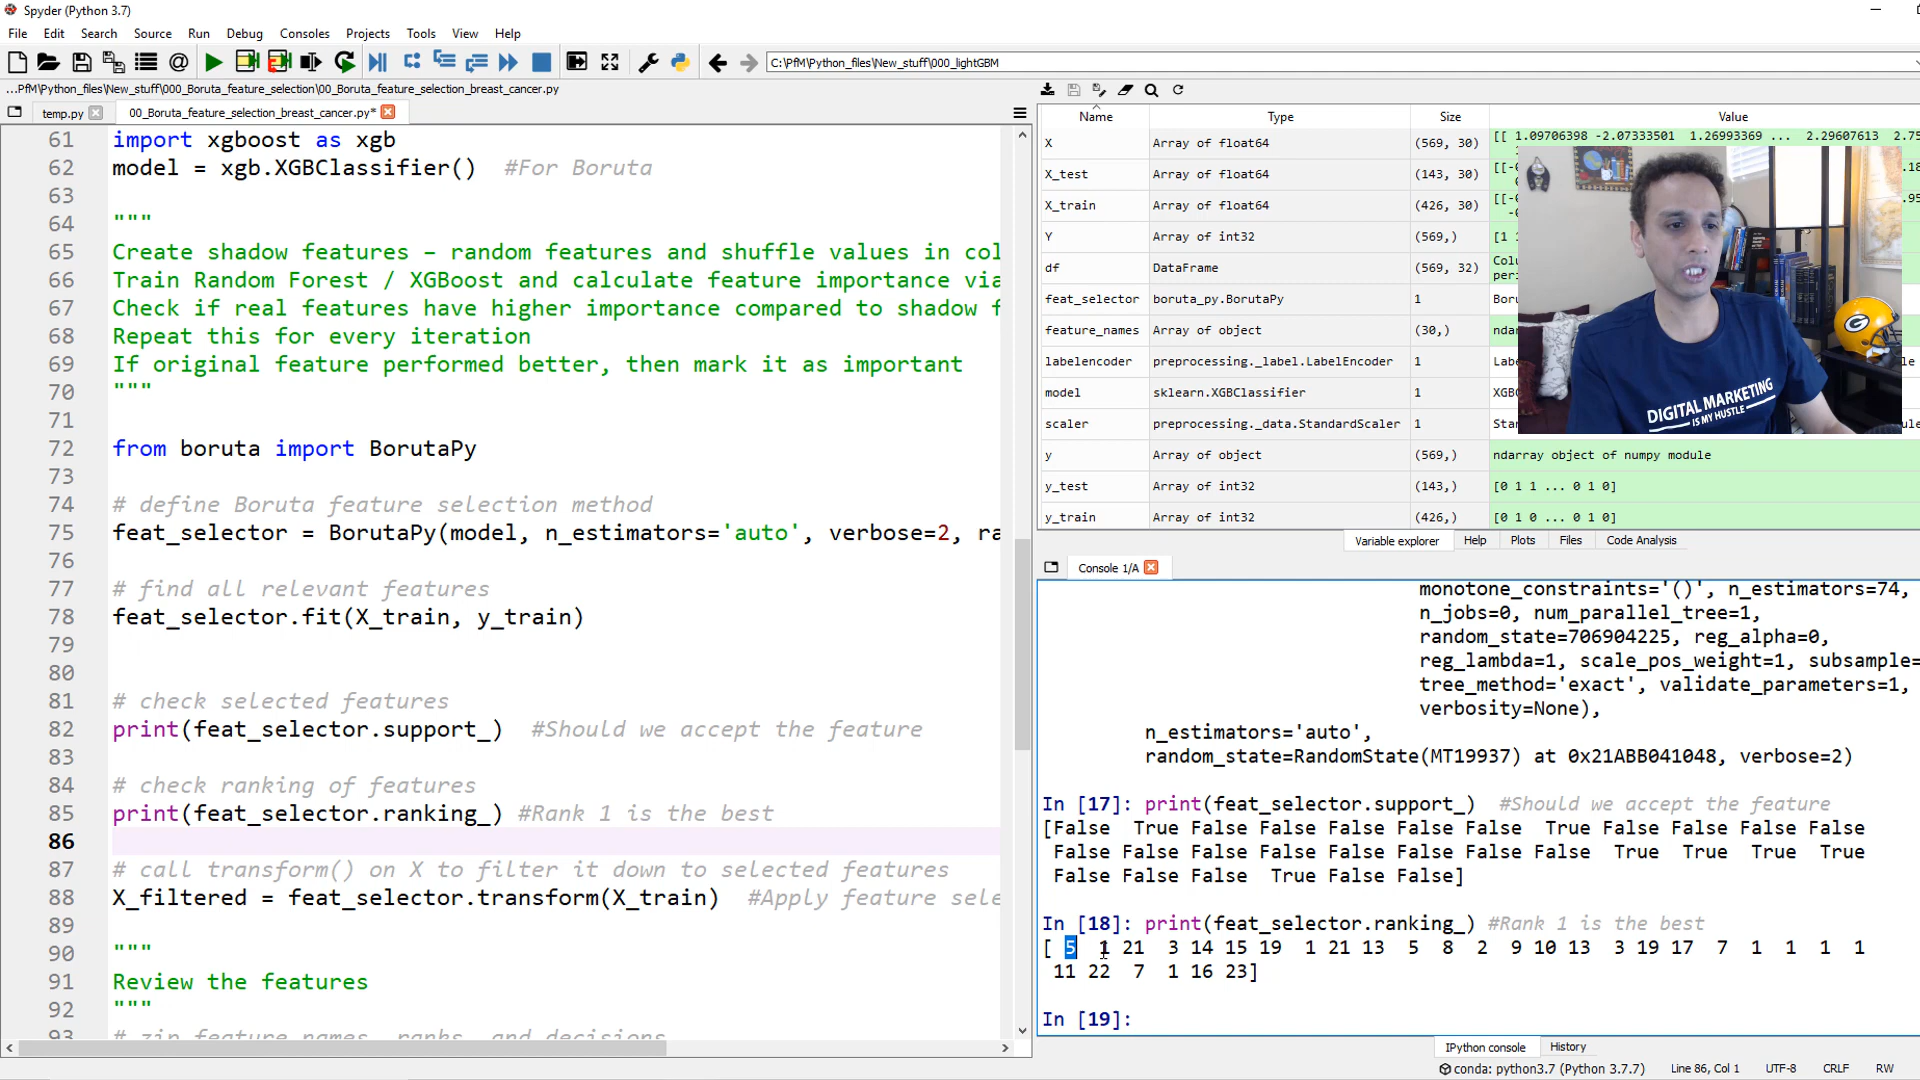 Spyder (Python 3.7)
File Edit Search Source Run Debug Consoles Projects Tools View Help
C:\PfM\Python_files\New_stuff\000_lightGBM
...PfM\Python_files\New_stuff\000_Boruta_feature_selection\00_Boruta_feature_selection_breast_cancer.py
temp.py 00_Boruta_feature_selection_breast_cancer.py*
61 import xgboost as xgb
62 model = xgb.XGBClassifier() #For Boruta
63
64 """
65 Create shadow features – random features and shuffle values in col
66 Train Random Forest / XGBoost and calculate feature importance via
67 Check if real features have higher importance compared to shadow f
68 Repeat this for every iteration
69 If original feature performed better, then mark it as important
70 """
71
72 from boruta import BorutaPy
73
74 # define Boruta feature selection method
75 feat_selector = BorutaPy(model, n_estimators='auto', verbose=2, ra
76
77 # find all relevant features
78 feat_selector.fit(X_train, y_train)
79
80
81 # check selected features
82 print(feat_selector.support_) #Should we accept the feature
83
84 # check ranking of features
85 print(feat_selector.ranking_) #Rank 1 is the best
86
87 # call transform() on X to filter it down to selected features
88 X_filtered = feat_selector.transform(X_train) #Apply feature sele
89
90 """
91 Review the features
92 """
93 # zip feature names, ranks, and decisions
Name Type Size Value
X Array of float64 (569, 30) [[ 1.09706398 -2.07333501 1.26993369 ... 2.29607613 2.75
X_test Array of float64 (143, 30) [[-
X_train Array of float64 (426, 30) [[-
Y Array of int32 (569,) [1 1
df DataFrame (569, 32) Colu
peri
feat_selector boruta_py.BorutaPy 1 Bor
feature_names Array of object (30,) nda
labelencoder preprocessing._label.LabelEncoder 1 Labe
model sklearn.XGBClassifier 1 XGBC
scaler preprocessing._data.StandardScaler 1 Sta
y Array of object (569,) ndarray object of numpy module
y_test Array of int32 (143,) [0 1 1 ... 0 1 0]
y_train Array of int32 (426,) [0 1 0 ... 0 1 0]
DIGITAL MARKETING
IS MY HUSTLE
Variable explorer Help Plots Files Code Analysis
Console 1/A
monotone_constraints='()', n_estimators=74,
n_jobs=0, num_parallel_tree=1,
random_state=706904225, reg_alpha=0,
reg_lambda=1, scale_pos_weight=1, subsample=
tree_method='exact', validate_parameters=1,
verbosity=None),
n_estimators='auto',
random_state=RandomState(MT19937) at 0x21ABB041048, verbose=2)
In [17]: print(feat_selector.support_) #Should we accept the feature
[False True False False False False False True False False False False
False False False False False False False False True True True True
False False False True False False]
In [18]: print(feat_selector.ranking_) #Rank 1 is the best
[ 5 1 21 3 14 15 19 1 21 13 5 8 2 9 10 13 3 19 17 7 1 1 1 1
11 22 7 1 16 23]
In [19]:
IPython console History
conda: python3.7 (Python 3.7.7) Line 86, Col 1 UTF-8 CRLF RW